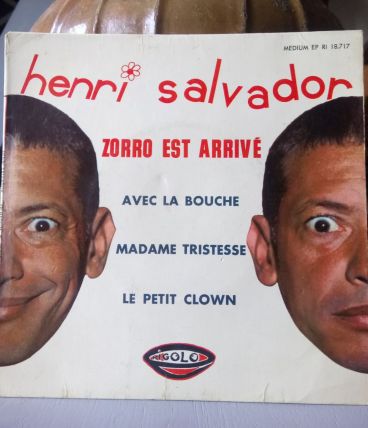 MEDIUM EP RI 18.717
henri salvador
ZORRO EST ARRIVÉ
AVEC LA BOUCHE
MADAME TRISTESSE
LE PETIT CLOWN
RIGOLO